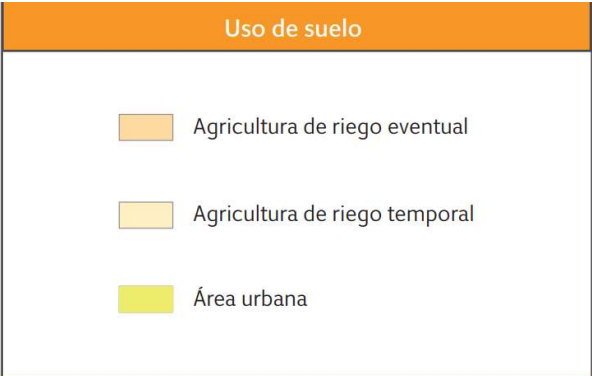 Uso de suelo
Agricultura de riego eventual
Agricultura de riego temporal
Área urbana